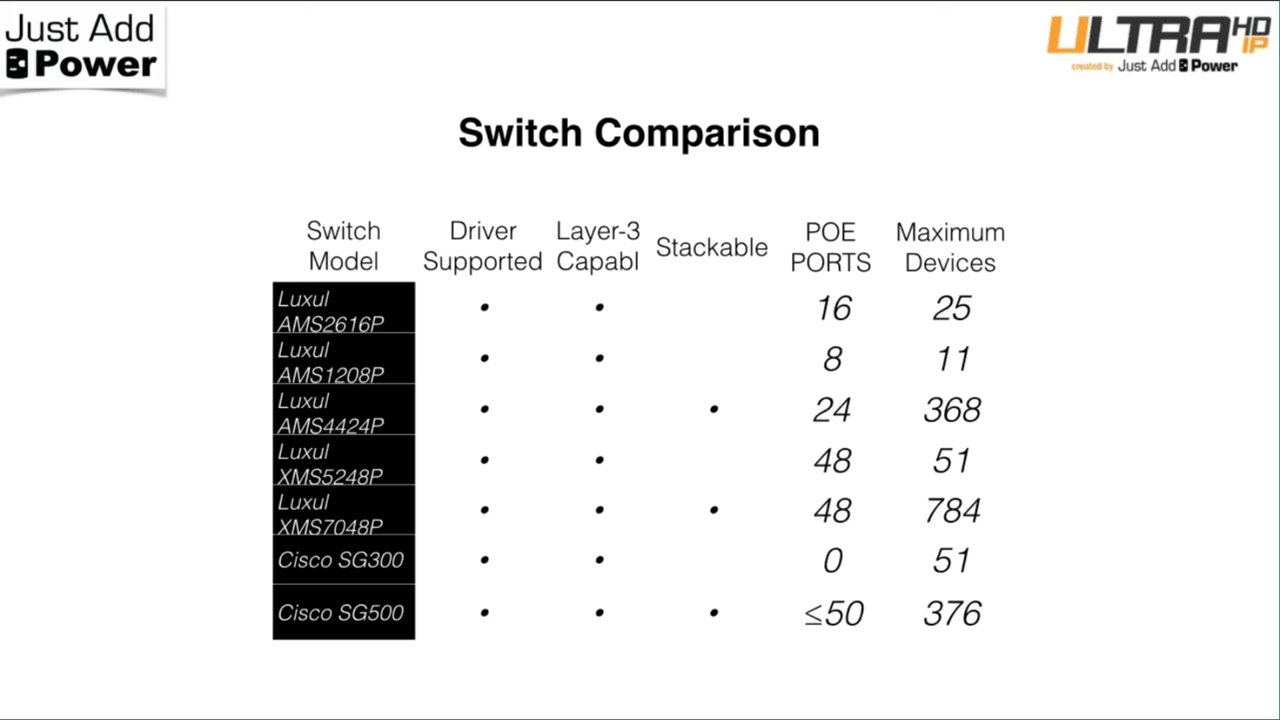 Just Add
Power
ULTRA HD
IP
created by Just Add Power
Switch Comparison
Switch
Model
Driver
Supported
Layer-3
Capabl
Stackable
POE
PORTS
Maximum
Devices
Luxul
AMS2616P
• • 16 25
Luxul
AMS1208P
• • 8 11
Luxul
AMS4424P
• • • 24 368
Luxul
XMS5248P
• • 48 51
Luxul
XMS7048P
• • • 48 784
Cisco SG300 • • 0 51
Cisco SG500 • • • ≤50 376